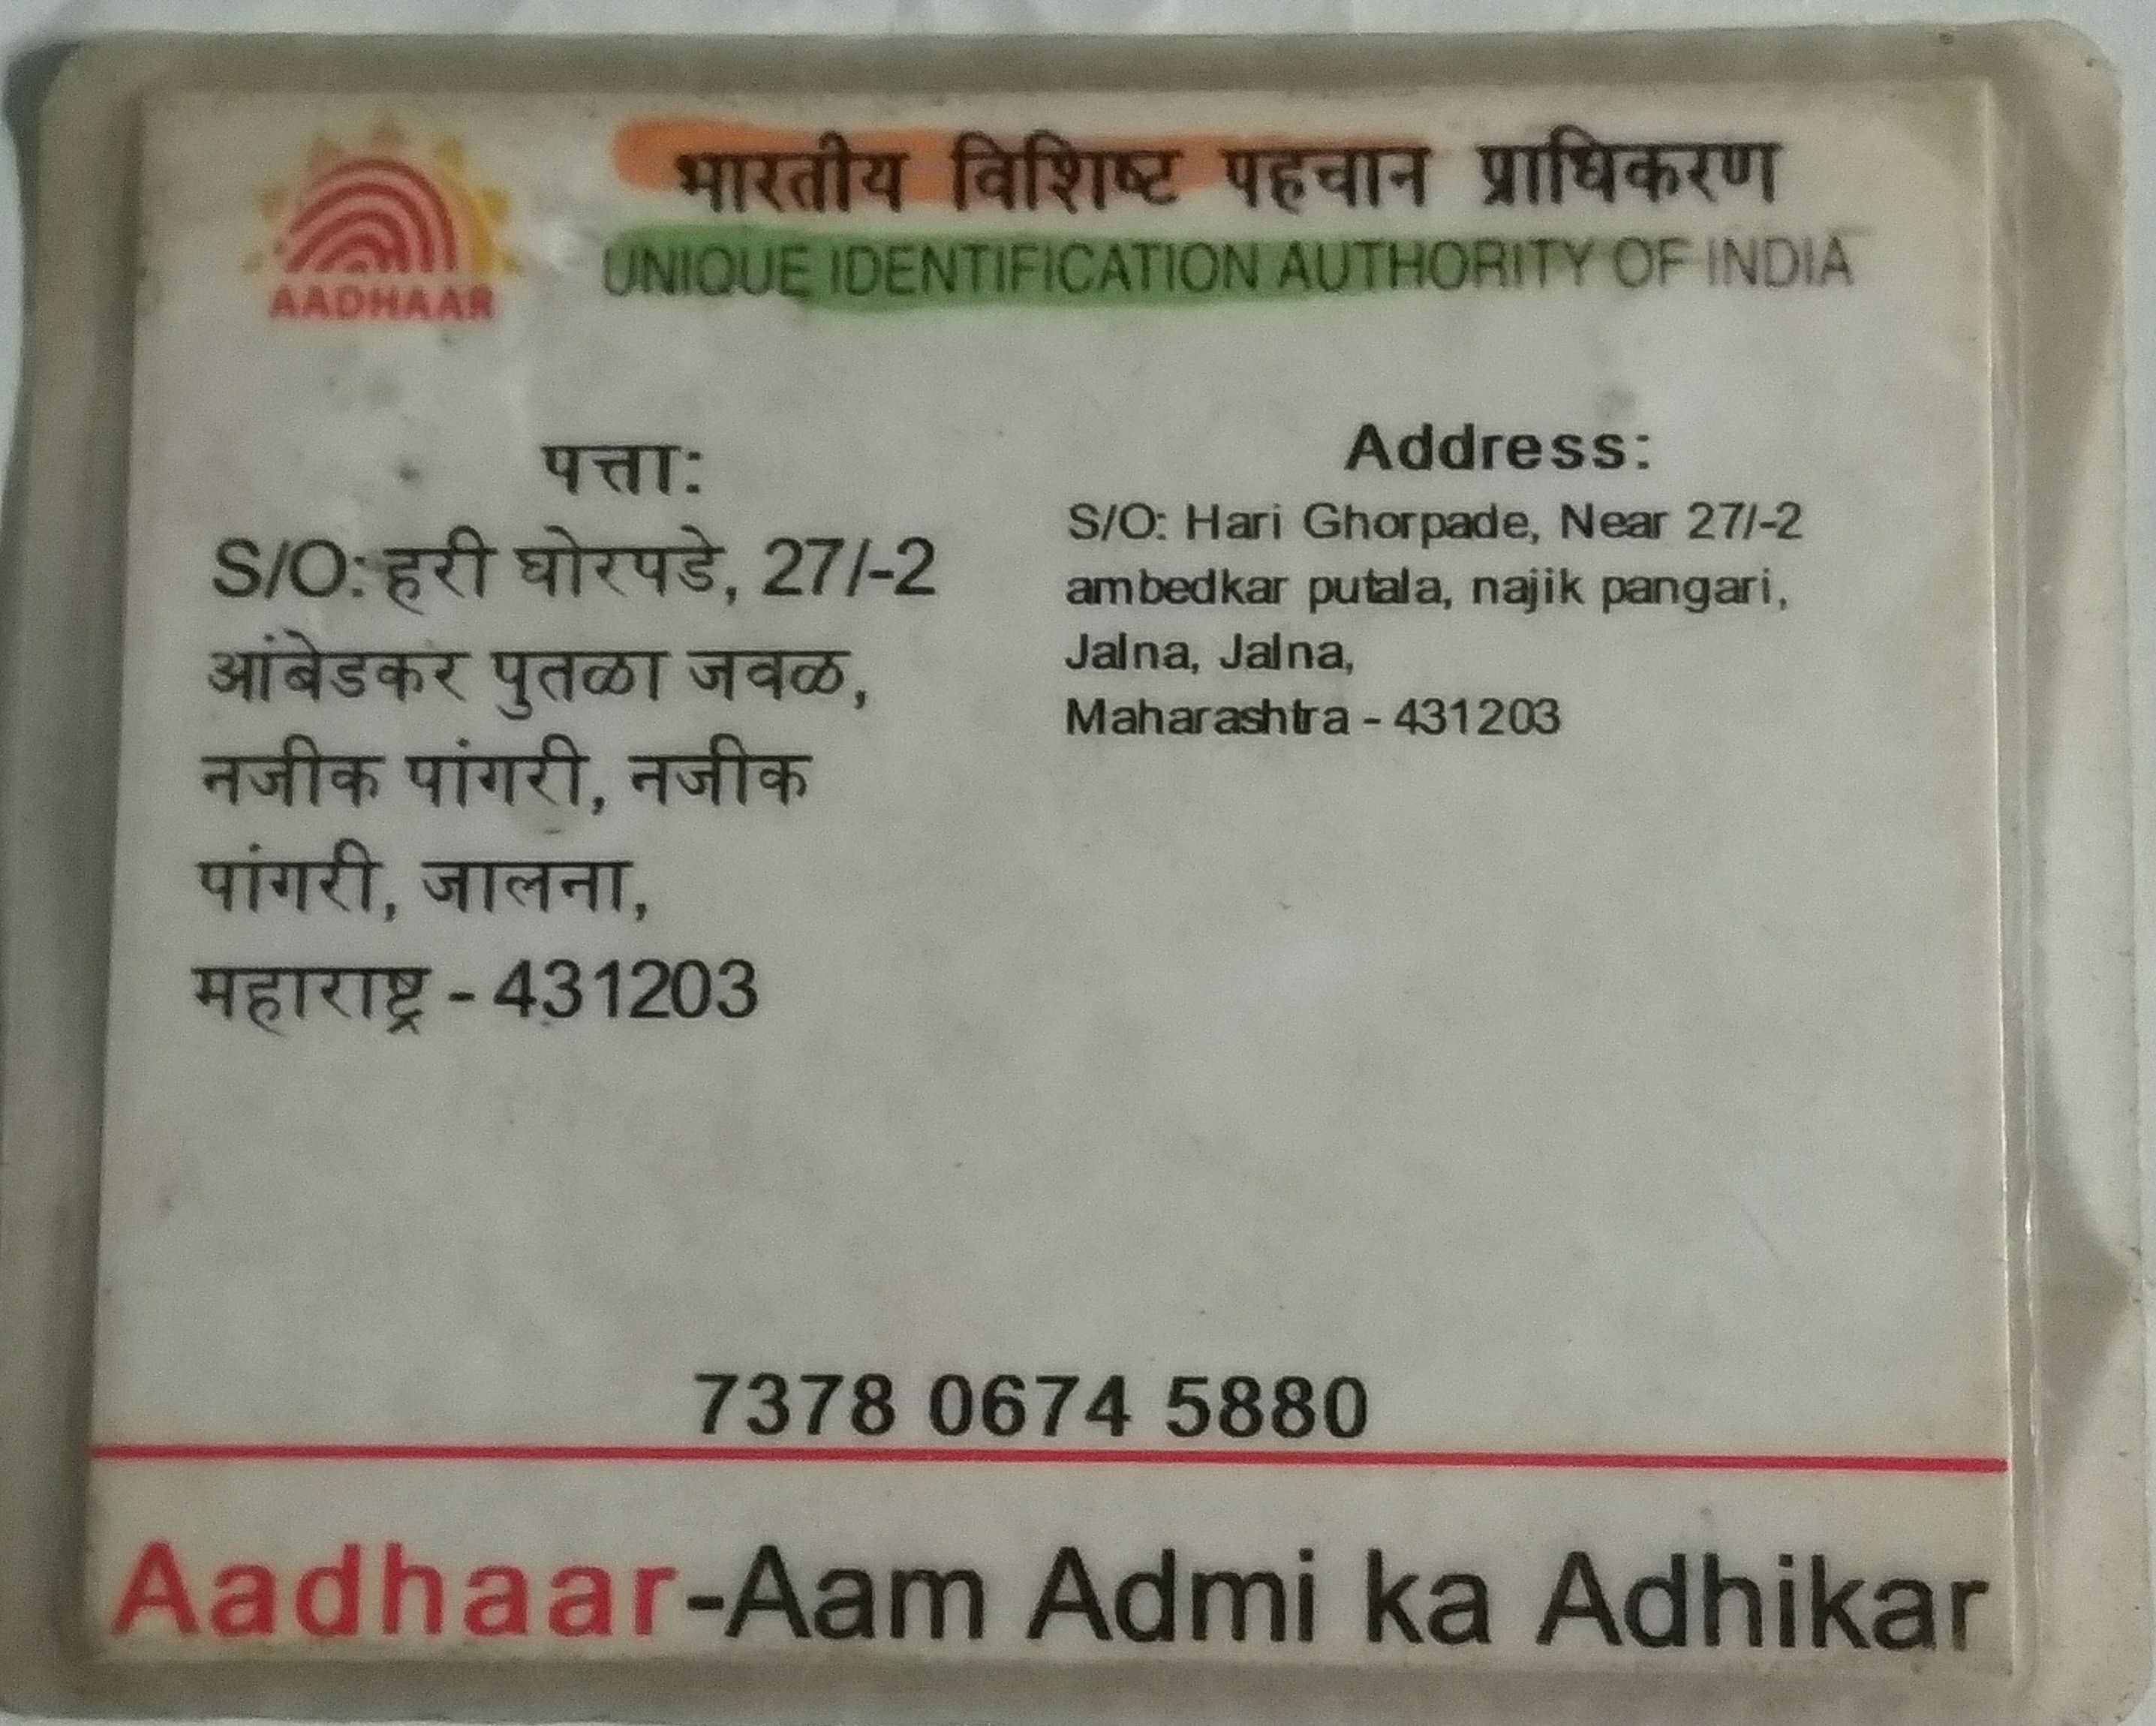 AADHAAR
भारतीय विशिष्ट पहचान प्राधिकरण
UNIQUE IDENTIFICATION AUTHORITY OF INDIA
पत्ता:
S/O: हरी घोरपडे, 27/-2
आंबेडकर पुतळा जवळ,
नजीक पांगरी, नजीक
पांगरी, जालना,
महाराष्ट्र - 431203
Address:
S/O: Hari Ghorpade, Near 27/-2
ambedkar putala, najik pangari,
Jalna, Jalna,
Maharashtra - 431203
7378 0674 5880
Aadhaar-Aam Admi ka Adhikar